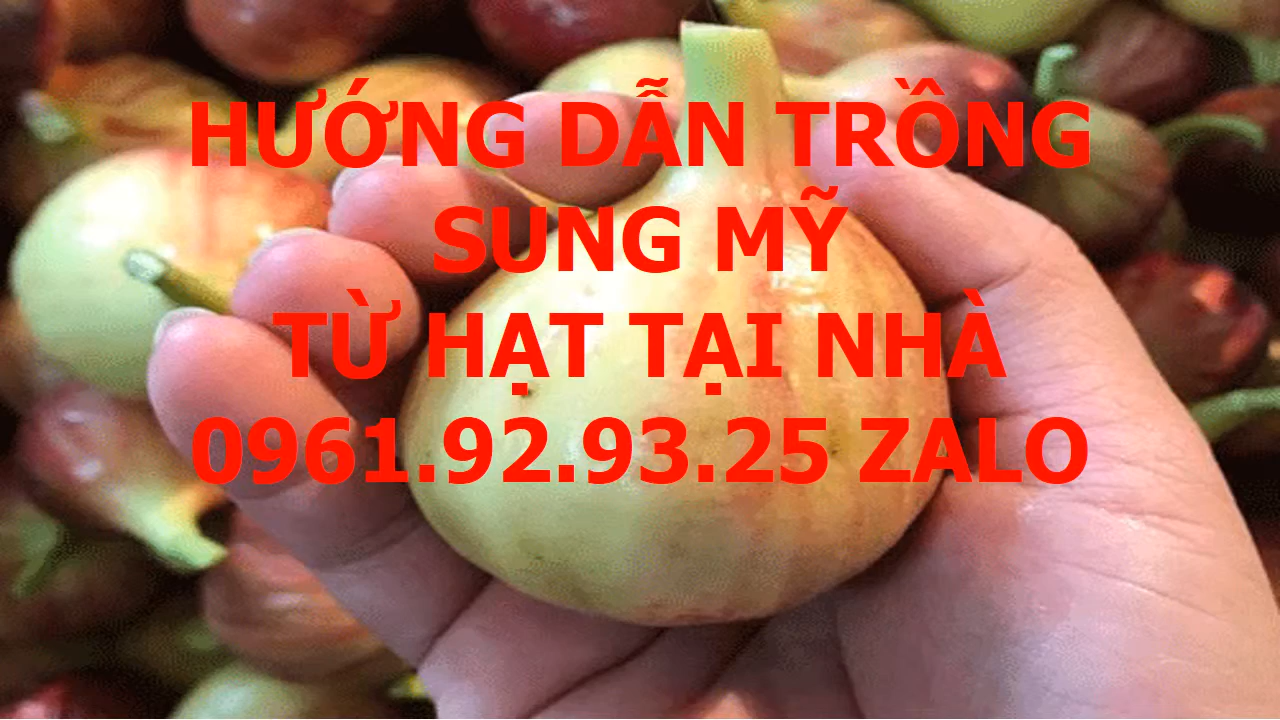 HƯỚNG DẪN TRỒNG
SUNG MỸ
TỪ HẠT TẠI NHÀ
0961.92.93.25 ZALO